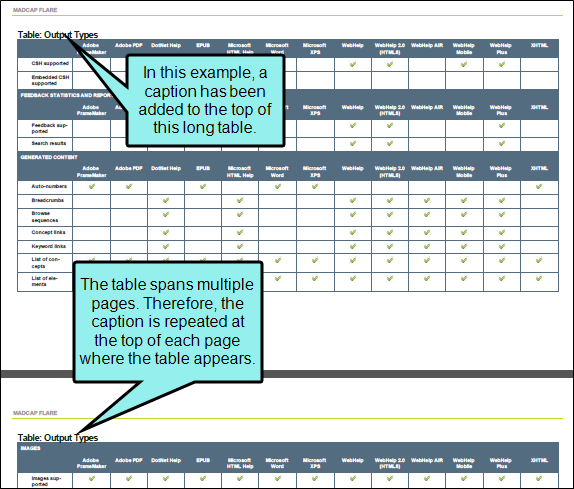 MADCAP FLARE
Table: Output Types
Adobe FrameMaker Adobe PDF DotNet Help EPUB Microsoft HTML Help Microsoft Word Microsoft XPS WebHelp WebHelp 2.0 (HTML5) WebHelp AIR WebHelp Mobile WebHelp Plus XHTML
CSH supported
Embedded CSH
supported
In this example, a
caption has been
added to the top of
this long table.
FEEDBACK STATISTICS AND REPOR
Adobe FrameMaker Microsoft XPS WebHelp WebHelp 2.0 (HTML5) WebHelp AIR WebHelp Mobile WebHelp Plus XHTML
Feedback sup-
ported
Search results
GENERATED CONTENT
Adobe FrameMaker Adobe PDF DotNet Help EPUB Microsoft HTML Help Microsoft Word Microsoft XPS WebHelp WebHelp 2.0 (HTML5) WebHelp AIR WebHelp Mobile WebHelp Plus XHTML
Auto-numbers
Breadcrumbs
Browse
sequences
Concept links
Keyword links
List of con-
cepts
List of ele-
ments
The table spans multiple
pages. Therefore, the
caption is repeated at
the top of each page
where the table appears.
MADCAP FLARE
Table: Output Types
IMAGES
Adobe FrameMaker Adobe PDF DotNet Help EPUB Microsoft HTML Help Microsoft Word Microsoft XPS WebHelp WebHelp 2.0 (HTML5) WebHelp AIR WebHelp Mobile WebHelp Plus XHTML
Images sup-
ported